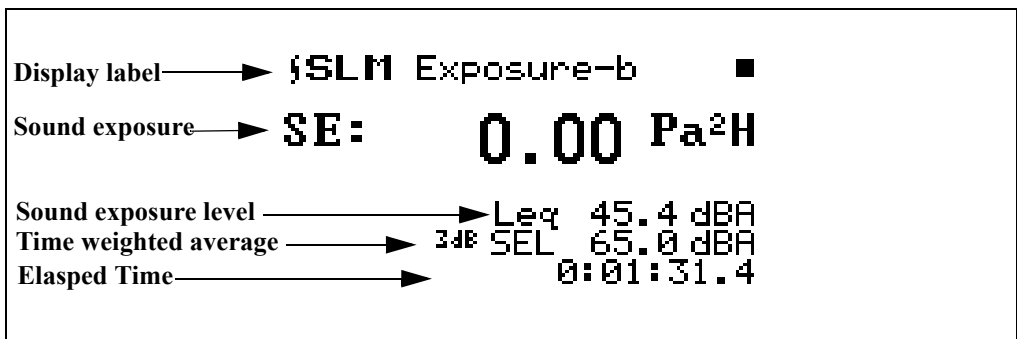 Display label ∫SLM Exposure-b ■
Sound exposure SE: 0.00 Pa²H
Sound exposure level Leq 45.4 dBA
Time weighted average 3dB SEL 65.0 dBA
Elasped Time 0:01:31.4